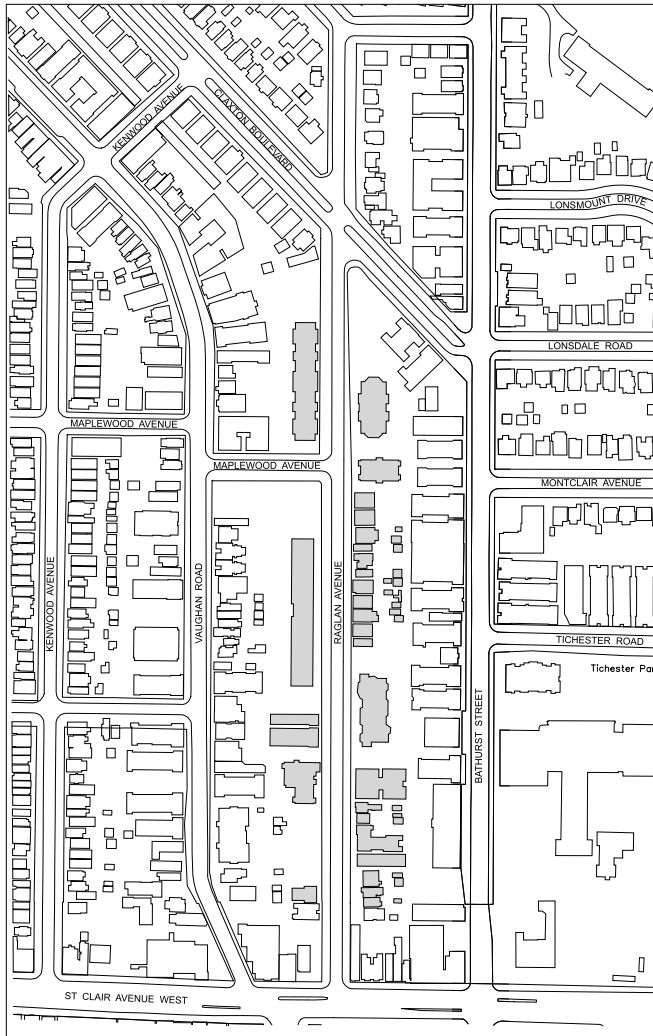 KENWOOD AVENUE
CLAXTON BOULEVARD
LONSMOUNT DRIVE
LONSDALE ROAD
MAPLEWOOD AVENUE
MAPLEWOOD AVENUE
MONTCLAIR AVENUE
KENWOOD AVENUE
VAUGHAN ROAD
RAGLAN AVENUE
TICHESTER ROAD
Tichester Par
BATHURST STREET
ST CLAIR AVENUE WEST